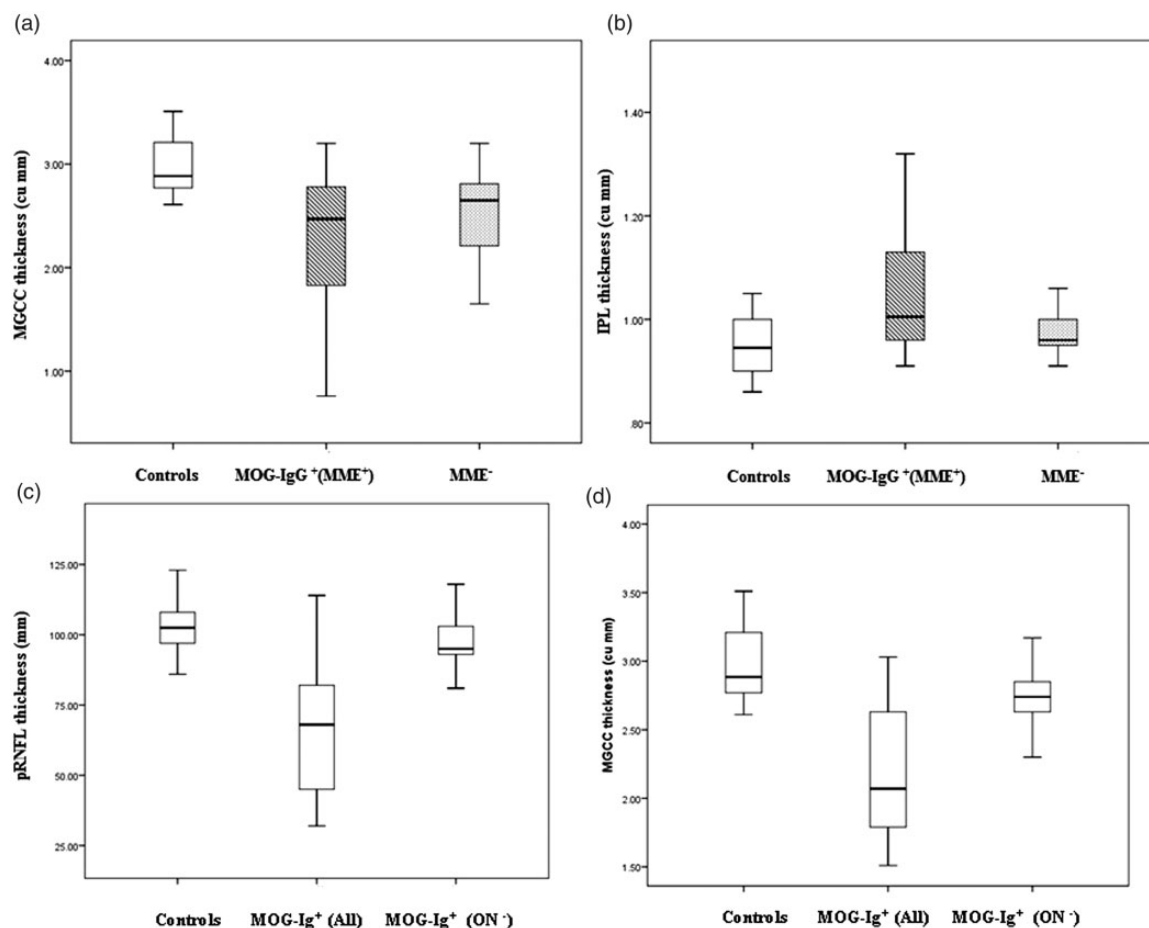 (a)
MGCC thickness (cu mm)
4.00
3.00
2.00
1.00
Controls MOG-IgG +(MME+) MME-
(b)
IPL thickness (cu mm)
1.40
1.20
1.00
.80
Controls MOG-IgG +(MME+) MME-
(c)
pRNFL thickness (mm)
125.00
100.00
75.00
50.00
25.00
Controls MOG-Ig+ (All) MOG-Ig+ (ON -)
(d)
MGCC thickness (cu mm)
4.00
3.50
3.00
2.50
2.00
1.50
Controls MOG-Ig+ (All) MOG-Ig+ (ON -)